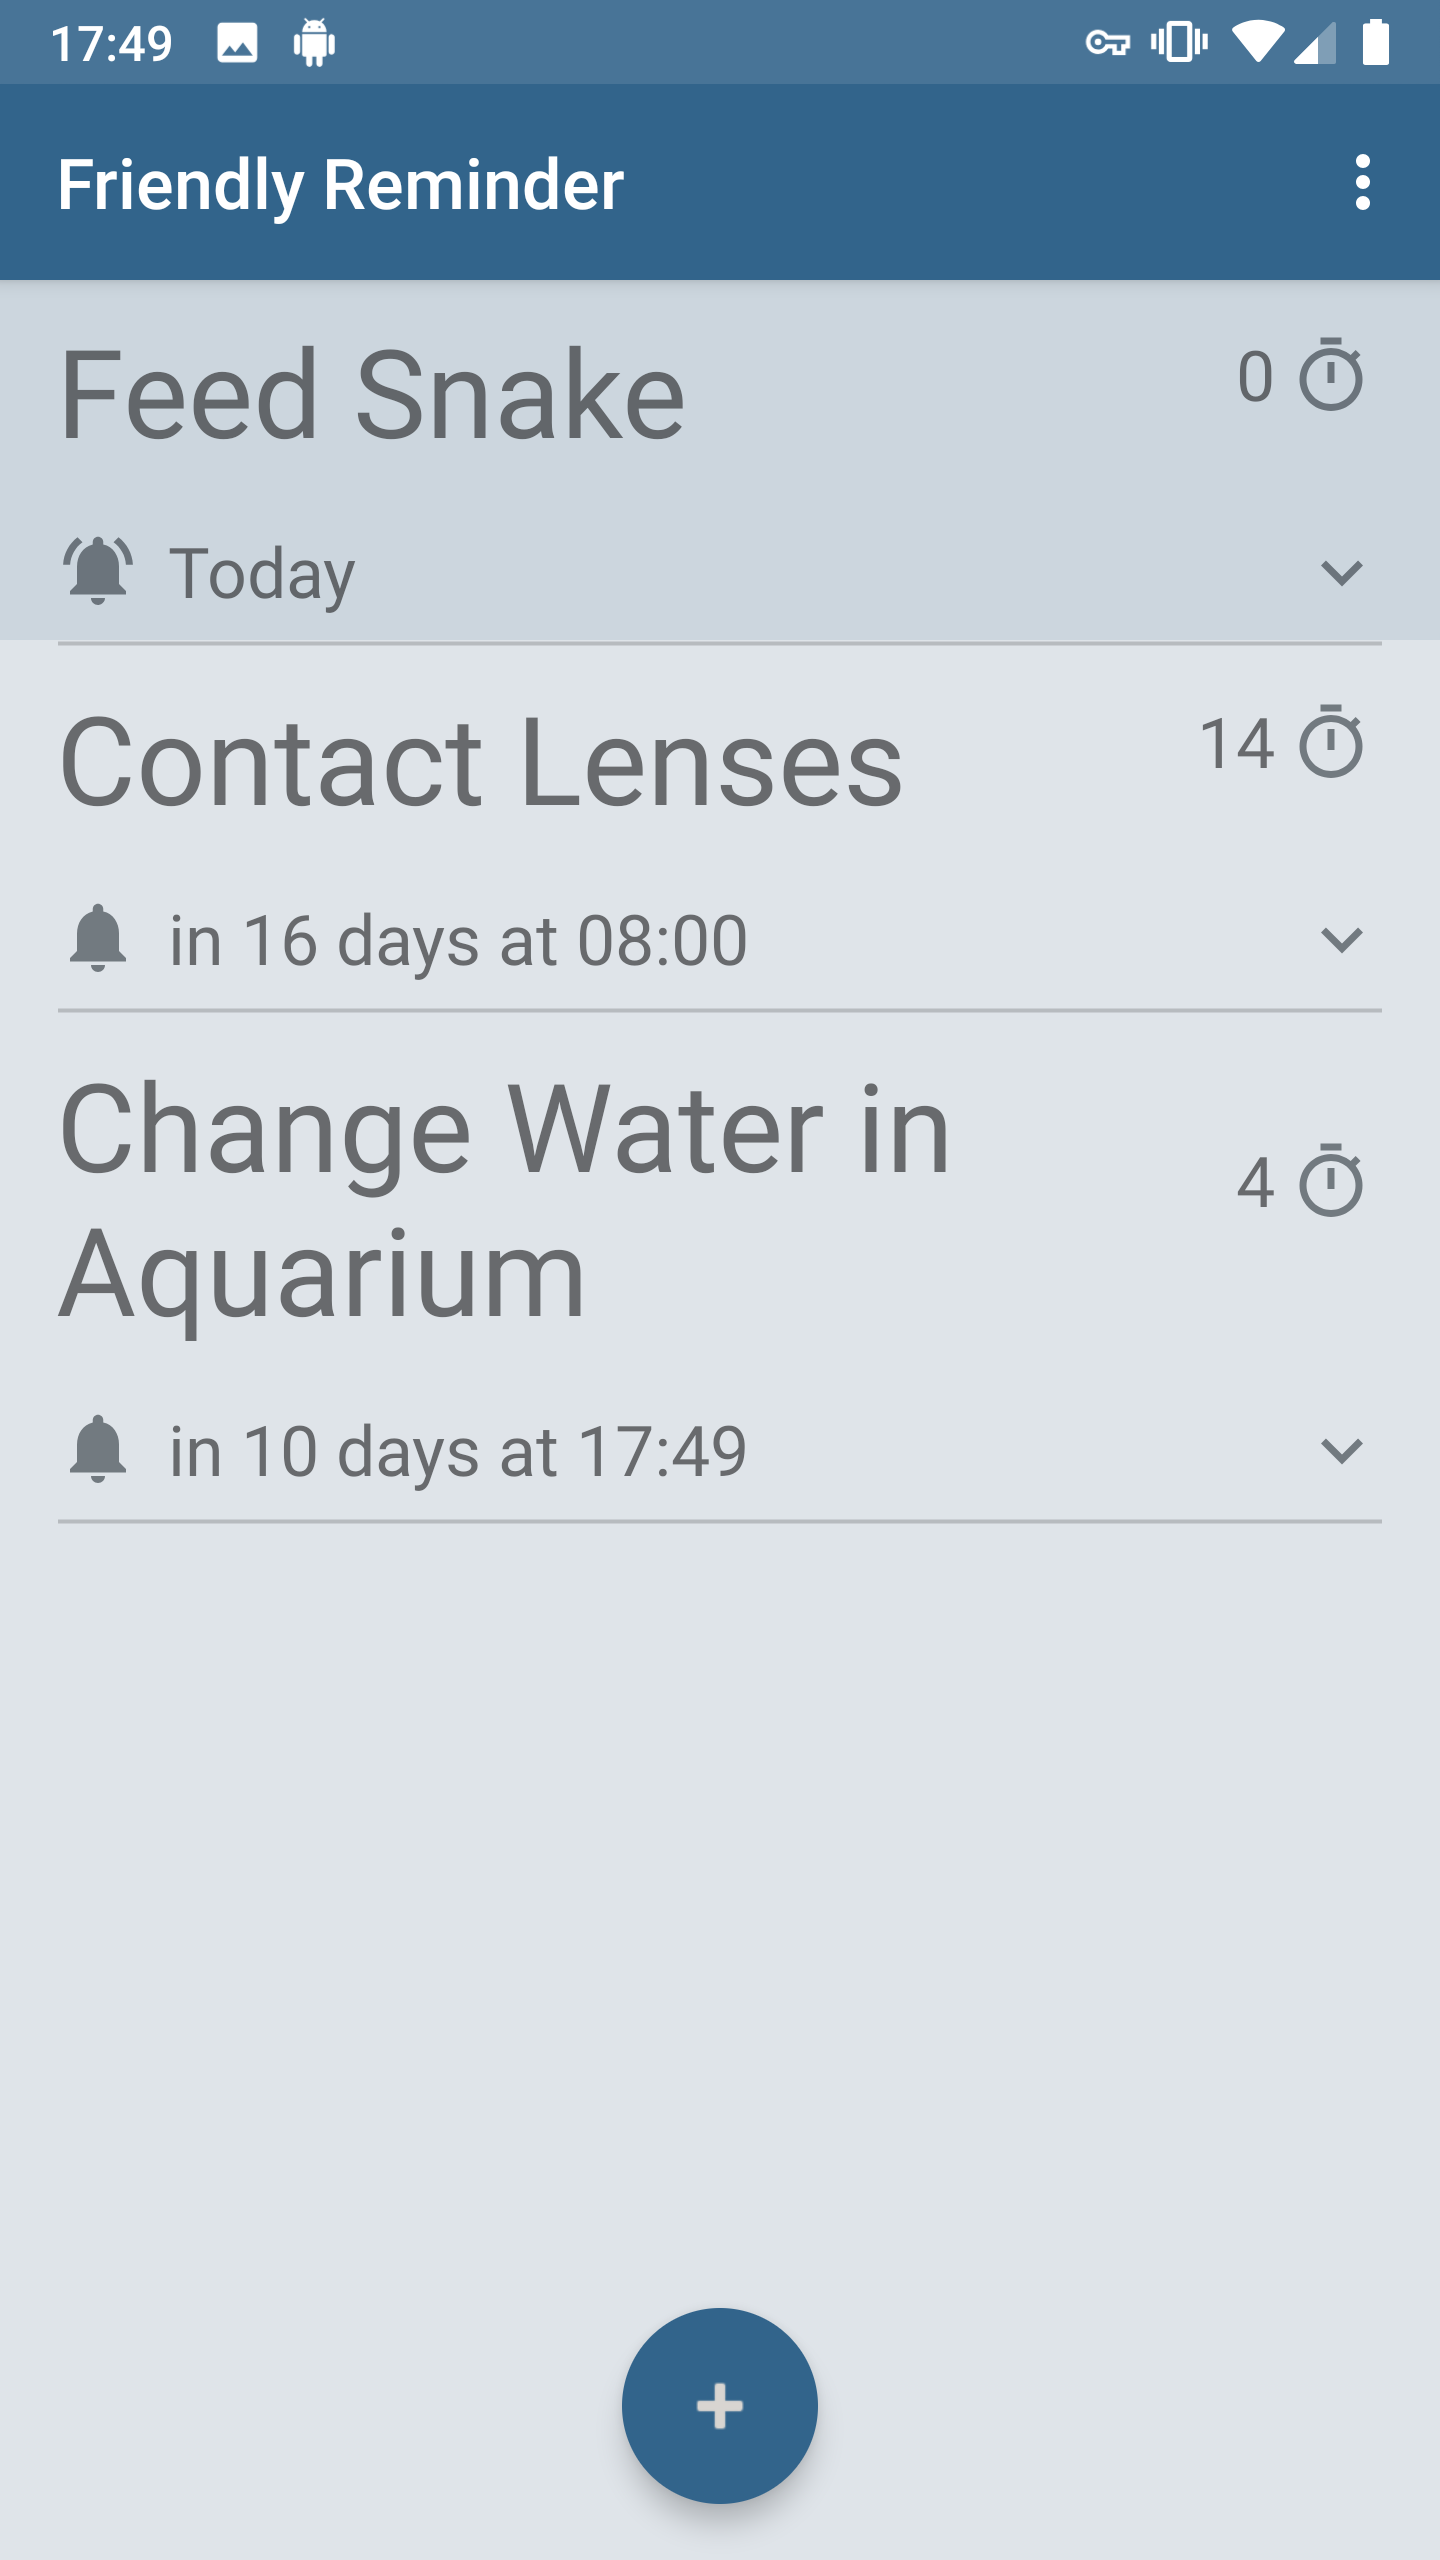 17:49
Friendly Reminder
Feed Snake
0
Today
Contact Lenses
14
in 16 days at 08:00
Change Water in
Aquarium
4
in 10 days at 17:49